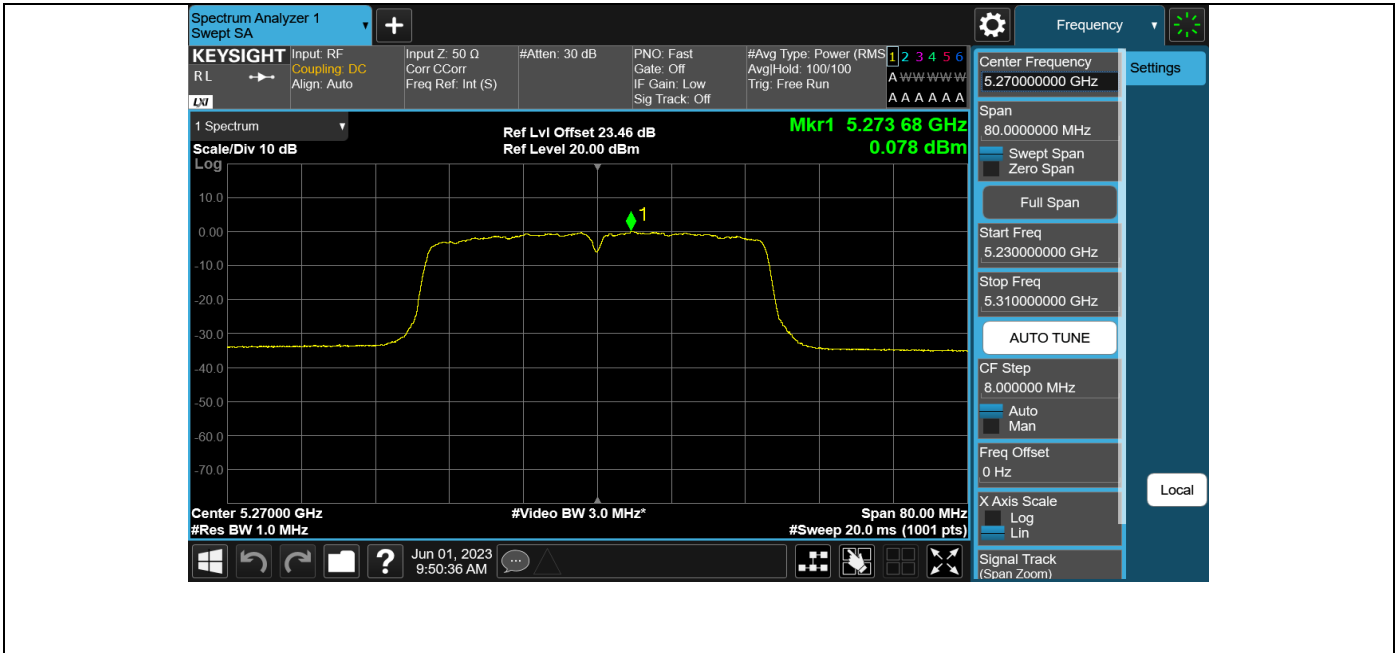 Spectrum Analyzer 1
Swept SA
Frequency
KEYSIGHT
R L
LXI
Input: RF
Coupling: DC
Align: Auto
Input Z: 50 Ω
Corr CCorr
Freq Ref: Int (S)
#Atten: 30 dB
PNO: Fast
Gate: Off
IF Gain: Low
Sig Track: Off
#Avg Type: Power (RMS
Avg|Hold: 100/100
Trig: Free Run
1 2 3 4 5 6
A W W W W W
A A A A A A
1 Spectrum
Scale/Div 10 dB
Log
Ref Lvl Offset 23.46 dB
Ref Level 20.00 dBm
Mkr1 5.273 68 GHz
0.078 dBm
1
10.0
0.00
-10.0
-20.0
-30.0
-40.0
-50.0
-60.0
-70.0
Center 5.27000 GHz
#Res BW 1.0 MHz
#Video BW 3.0 MHz*
Span 80.00 MHz
#Sweep 20.0 ms (1001 pts)
Center Frequency
5.270000000 GHz
Span
80.0000000 MHz
Swept Span
Zero Span
Full Span
Start Freq
5.230000000 GHz
Stop Freq
5.310000000 GHz
AUTO TUNE
CF Step
8.000000 MHz
Auto
Man
Freq Offset
0 Hz
X Axis Scale
Log
Lin
Signal Track
(Span Zoom)
Settings
Local
?
Jun 01, 2023
9:50:36 AM